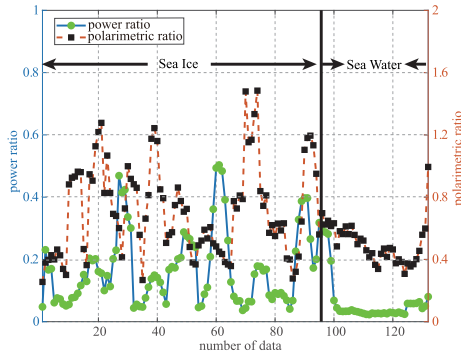 power ratio
polarimetric ratio
Sea Ice
Sea Water
1
0.8
0.6
0.4
0.2
0
2
1.6
1.2
0.8
0.4
0
20
40
60
80
100
120
power ratio
polarimetric ratio
number of data